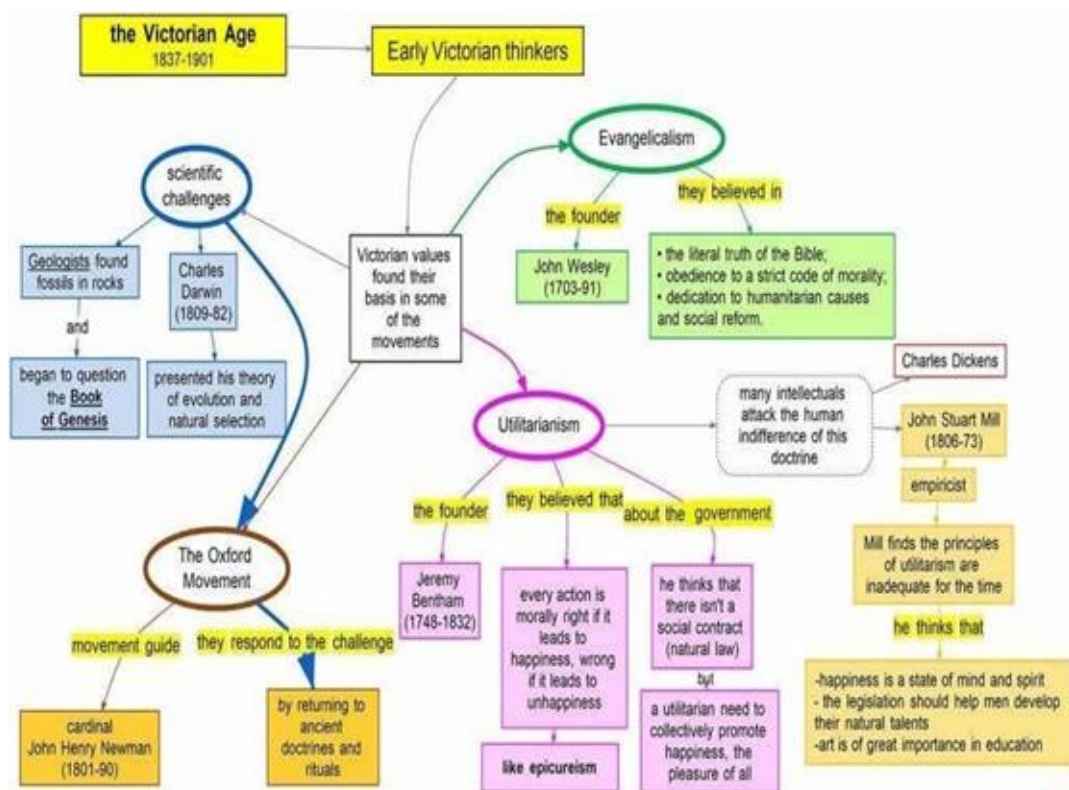 the Victorian Age
1837-1901
Early Victorian thinkers
Evangelicalism
the founder
John Wesley
(1703-91)
they believed in
• the literal truth of the Bible;
• obedience to a strict code of morality;
• dedication to humanitarian causes
and social reform.
scientific
challenges
Geologists found
fossils in rocks
and
began to question
the Book
of Genesis
Charles
Darwin
(1809-82)
presented his theory
of evolution and
natural selection
Victorian values
found their
basis in some
of the
movements
Utilitarianism
many intellectuals
attack the human
indifference of this
doctrine
Charles Dickens
John Stuart Mill
(1806-73)
empiricist
Mill finds the principles
of utilitarism are
inadequate for the time
he thinks that
-happiness is a state of mind and spirit
- the legislation should help men develop
their natural talents
-art is of great importance in education
the founder
Jeremy
Bentham
(1748-1832)
they believed that
every action is
morally right if it
leads to
happiness, wrong
if it leads to
unhappiness
like epicureism
about the government
he thinks that
there isn't a
social contract
(natural law)
but
a utilitarian need to
collectively promote
happiness, the
pleasure of all
The Oxford
Movement
movement guide
cardinal
John Henry Newman
(1801-90)
they respond to the challenge
by returning to
ancient
doctrines and
rituals